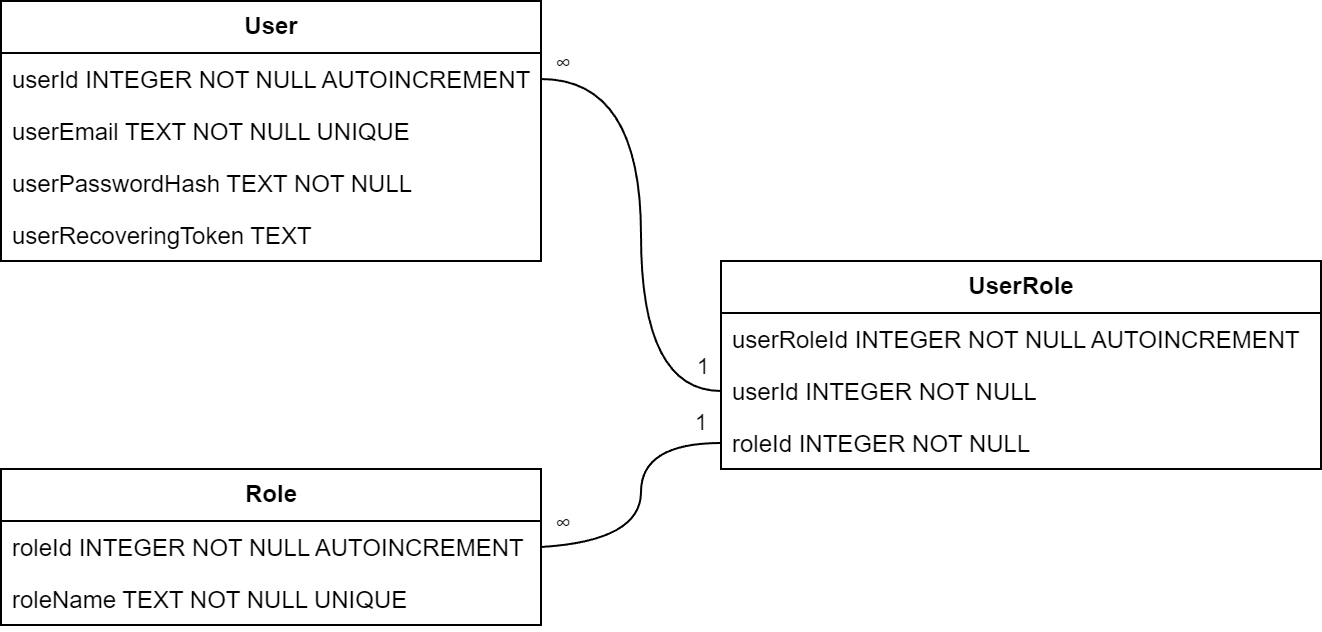 User
userId INTEGER NOT NULL AUTOINCREMENT
∞
userEmail TEXT NOT NULL UNIQUE
userPasswordHash TEXT NOT NULL
userRecoveringToken TEXT
UserRole
userRoleId INTEGER NOT NULL AUTOINCREMENT
1
userId INTEGER NOT NULL
1
roleId INTEGER NOT NULL
Role
∞
roleId INTEGER NOT NULL AUTOINCREMENT
roleName TEXT NOT NULL UNIQUE